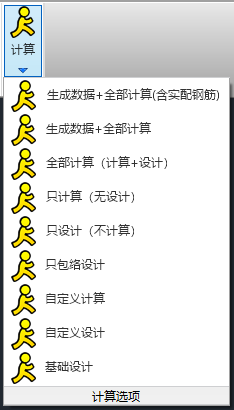 计算
生成数据+全部计算(含实配钢筋)
生成数据+全部计算
全部计算（计算+设计）
只计算（无设计）
只设计（不计算）
只包络设计
自定义计算
自定义设计
基础设计
计算选项